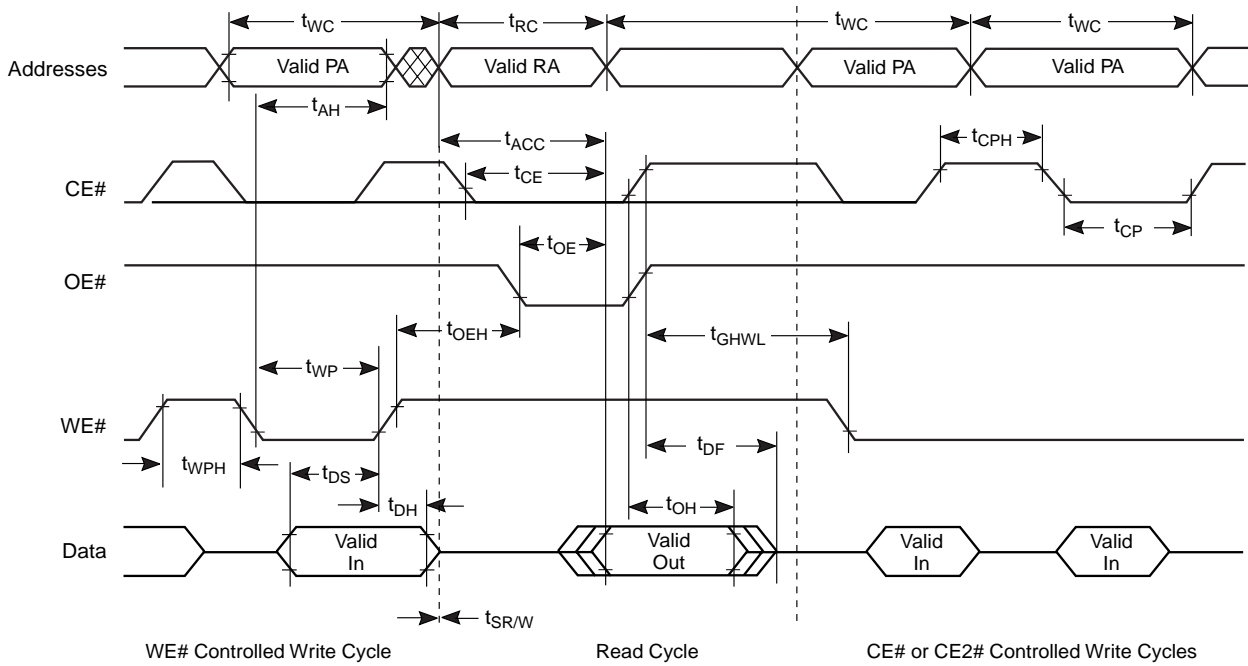 tWC tRC tWC tWC
Addresses Valid PA Valid RA Valid PA Valid PA
tAH
tACC tCPH
tCE
CE#
tCP
tOE
OE#
tOEH tGHWL
tWP
WE#
tWPH tDS tDF
tDH tOH
Data Valid In Valid Out Valid In Valid In
tSR/W
WE# Controlled Write Cycle Read Cycle CE# or CE2# Controlled Write Cycles